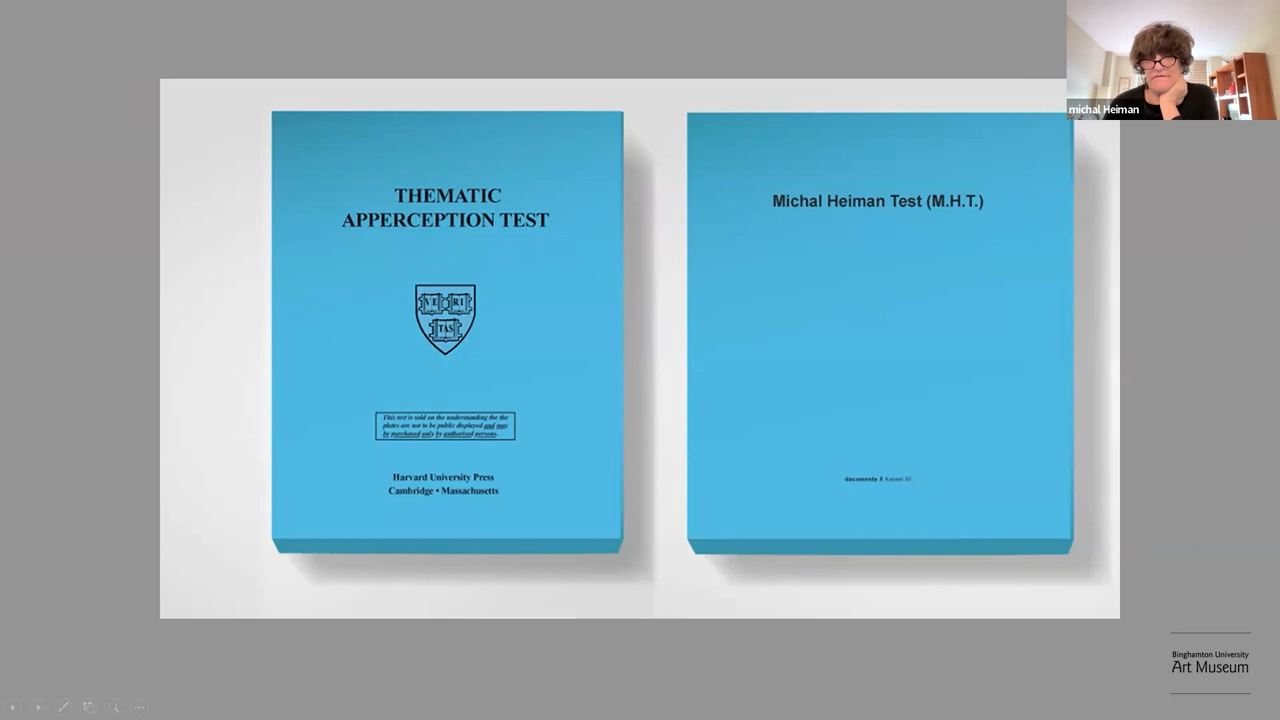 THEMATIC
APPERCEPTION TEST
VE RI
TAS
This test is sold on the understanding the the
plates are not to be public displayed and may
be purchased only by authorised persons.
Harvard University Press
Cambridge • Massachusetts
Michal Heiman Test (M.H.T.)
documenta X Kassel 97
michal Heiman
Binghamton University
Art Museum